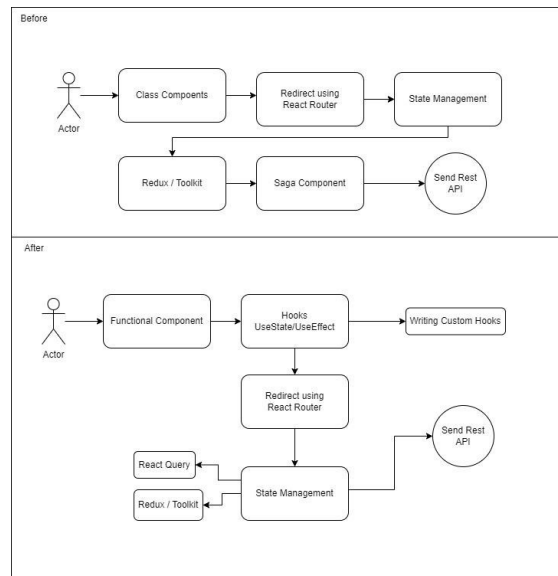 Before
Class Compoents
Redirect using
React Router
State Management
Actor
Redux / Toolkit
Saga Component
Send Rest
API
After
Functional Component
Hooks
UseState/UseEffect
Writing Custom Hooks
Actor
Redirect using
React Router
Send Rest
API
React Query
State Management
Redux / Toolkit